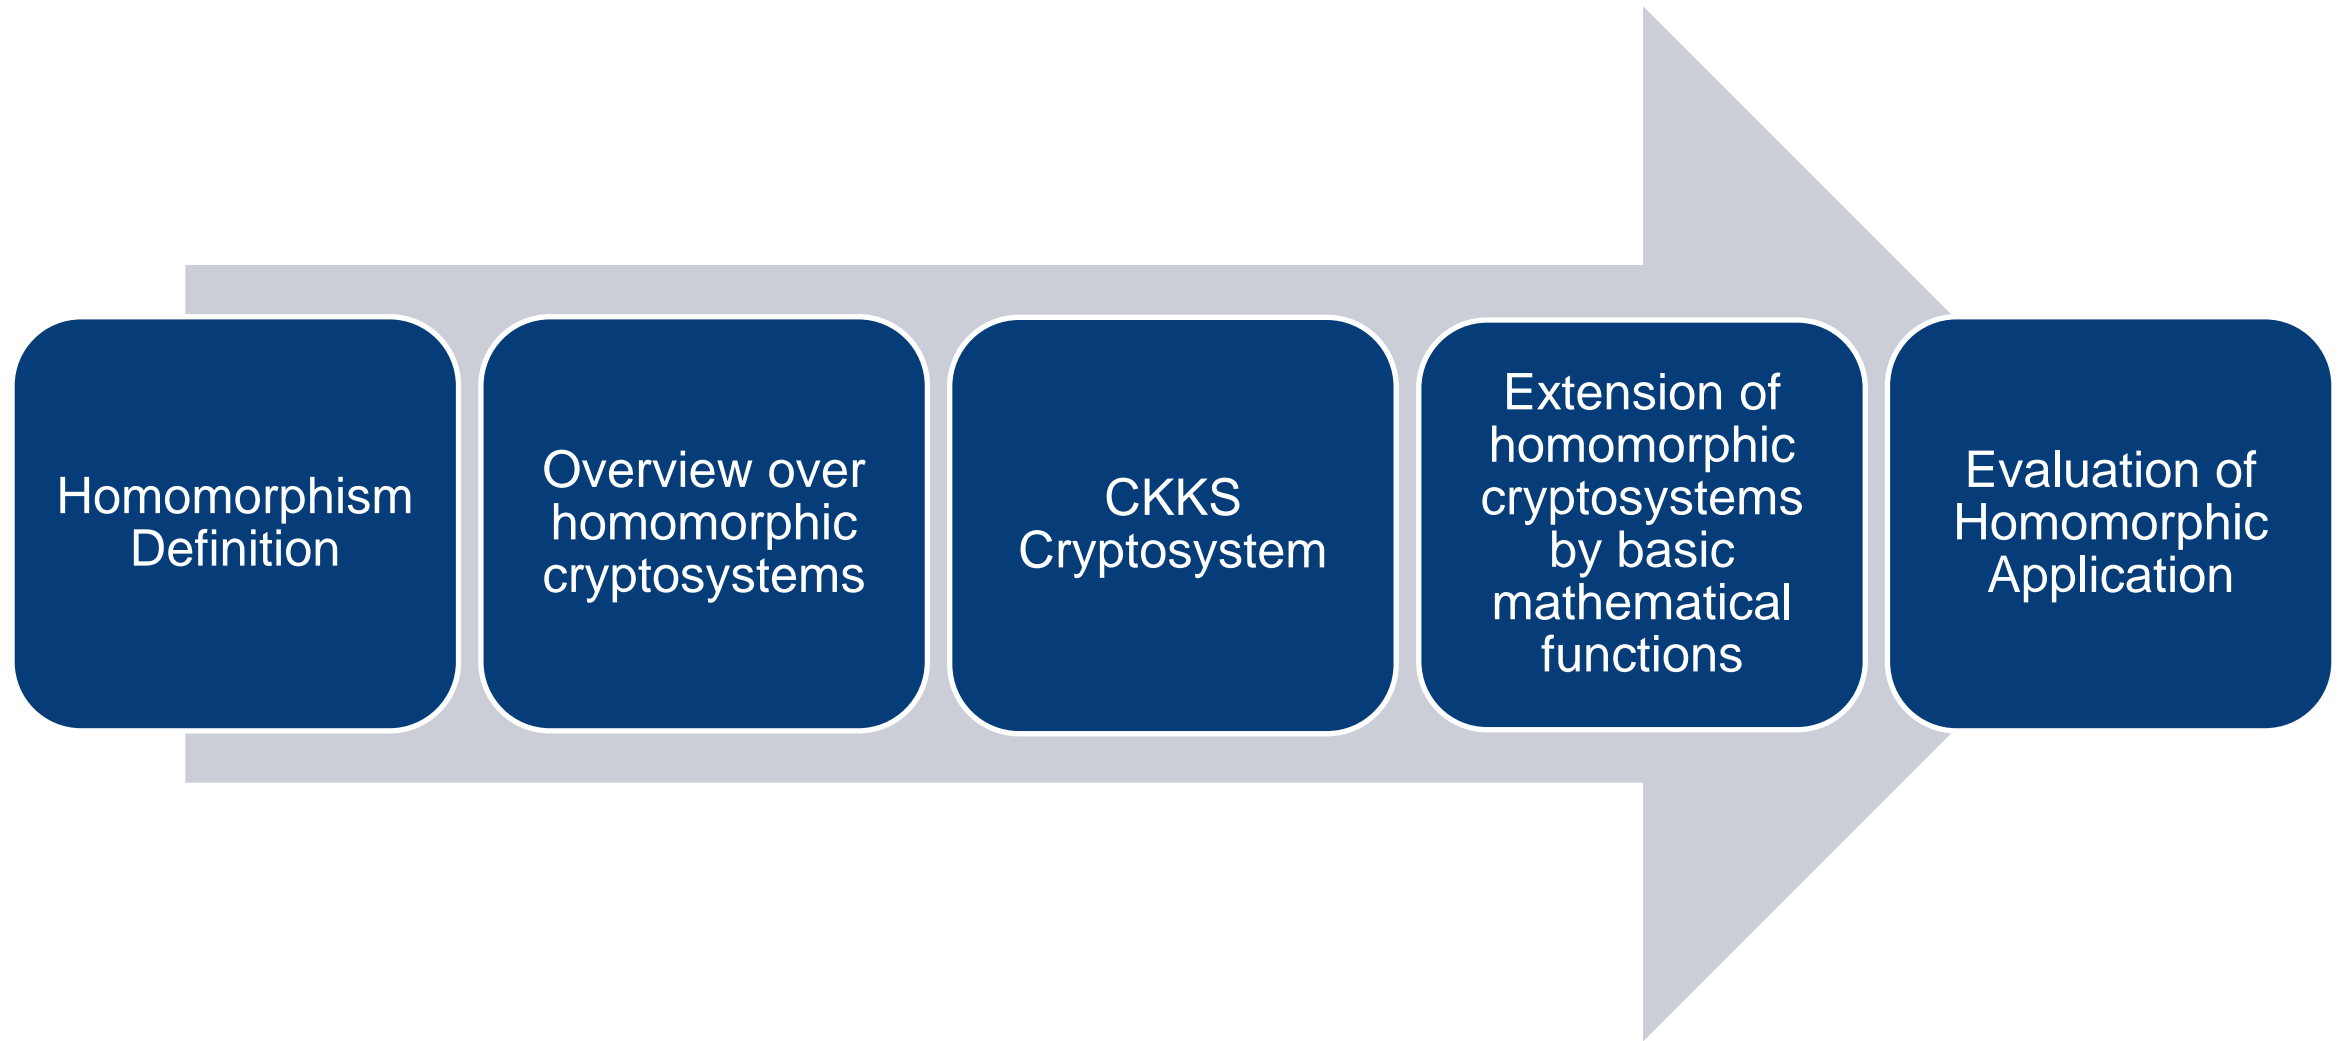 Homomorphism
Definition
Overview over
homomorphic
cryptosystems
CKKS
Cryptosystem
Extension of
homomorphic
cryptosystems
by basic
mathematical
functions
Evaluation of
Homomorphic
Application